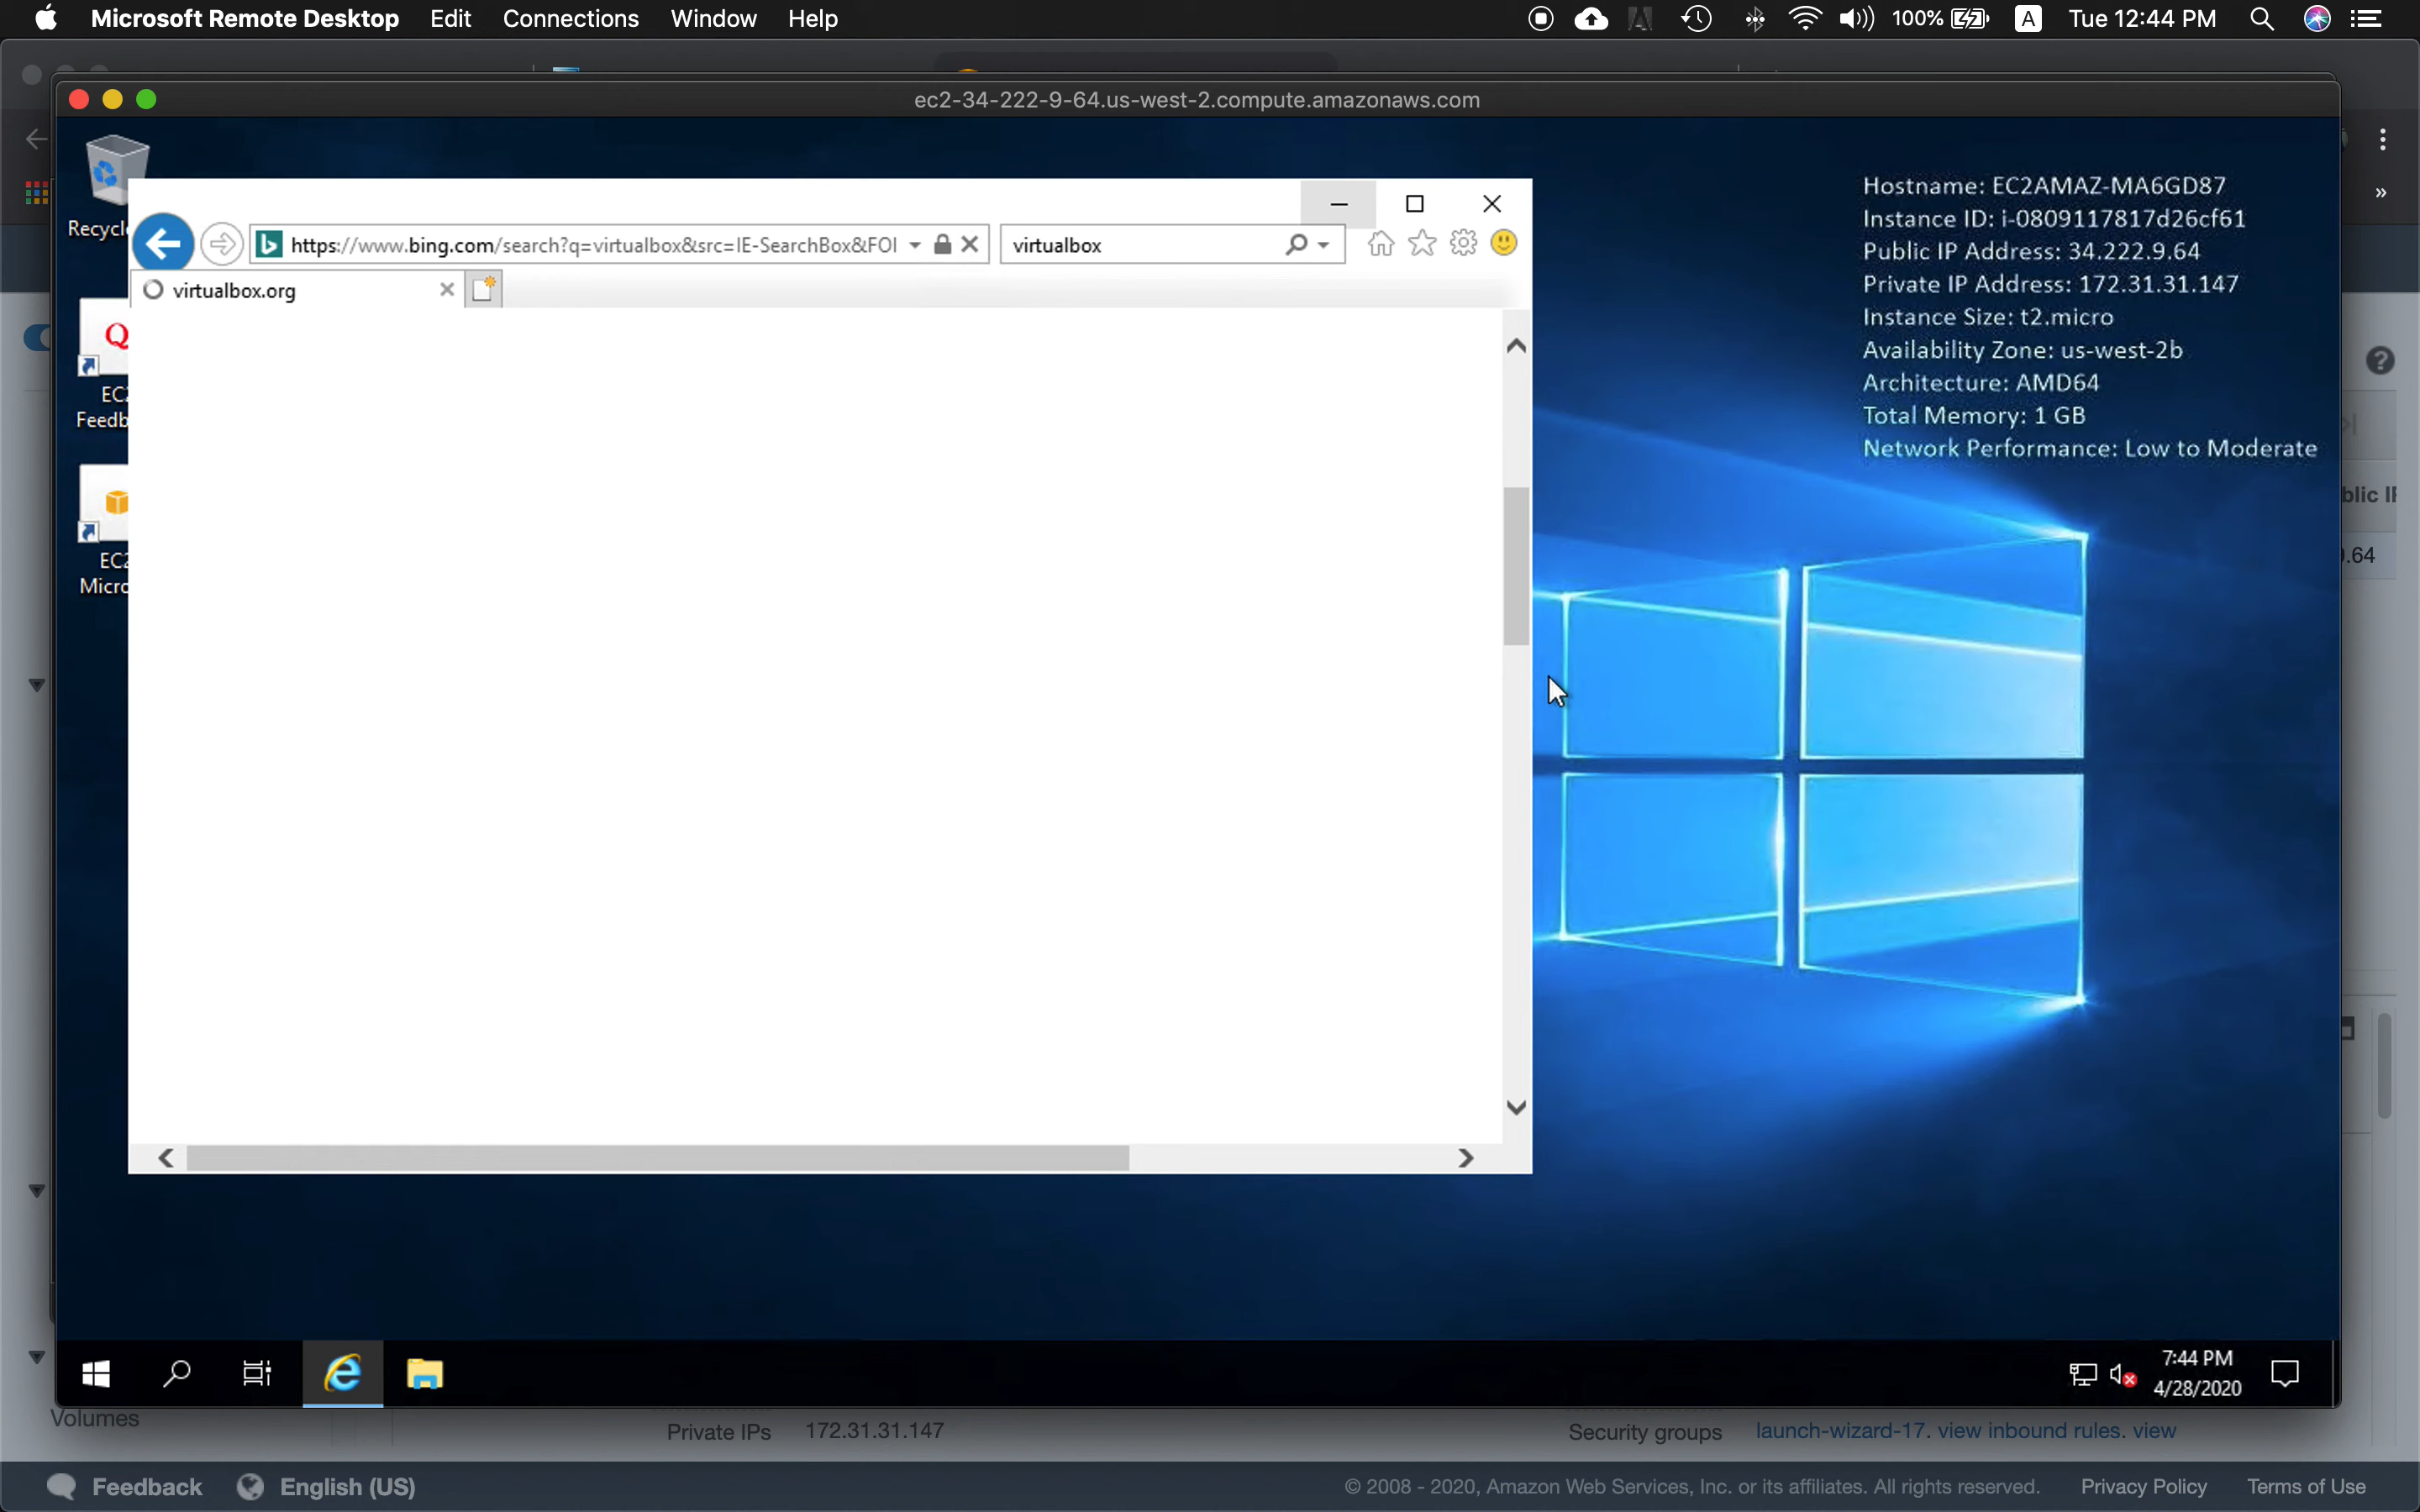 Microsoft Remote Desktop Edit Connections Window Help 100% A Tue 12:44 PM
ec2-34-222-9-64.us-west-2.compute.amazonaws.com
Hostname: EC2AMAZ-MA6GD87
Instance ID: i-0809117817d26cf61
Public IP Address: 34.222.9.64
Private IP Address: 172.31.31.147
Instance Size: t2.micro
Availability Zone: us-west-2b
Architecture: AMD64
Total Memory: 1 GB
Network Performance: Low to Moderate
Recycl
https://www.bing.com/search?q=virtualbox&src=IE-SearchBox&FOI
virtualbox
virtualbox.org
EC2
Feedb
EC2
Micro
blic IP
.64
7:44 PM
4/28/2020
Volumes
Private IPs 172.31.31.147
Security groups launch-wizard-17. view inbound rules. view
Feedback English (US)
© 2008 - 2020, Amazon Web Services, Inc. or its affiliates. All rights reserved. Privacy Policy Terms of Use